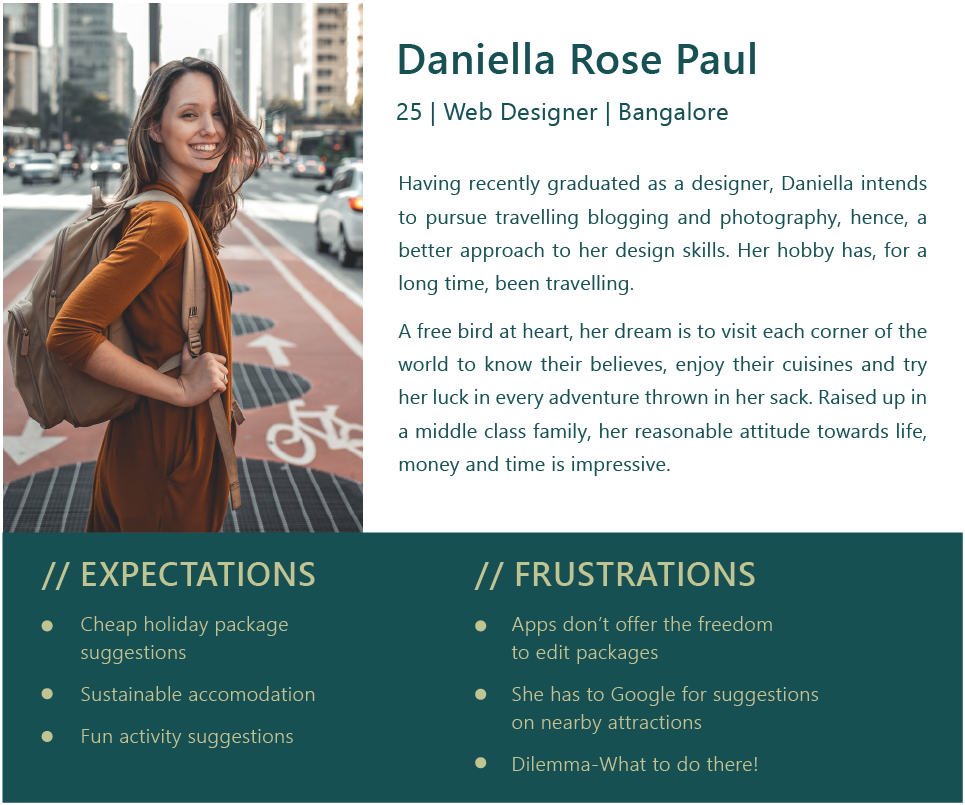 Daniella Rose Paul
25 | Web Designer | Bangalore
Having recently graduated as a designer, Daniella intends
to pursue travelling blogging and photography, hence, a
better approach to her design skills. Her hobby has, for a
long time, been travelling.
A free bird at heart, her dream is to visit each corner of the
world to know their believes, enjoy their cuisines and try
her luck in every adventure thrown in her sack. Raised up in
a middle class family, her reasonable attitude towards life,
money and time is impressive.
// EXPECTATIONS
Cheap holiday package
suggestions
Sustainable accomodation
Fun activity suggestions
// FRUSTRATIONS
Apps don’t offer the freedom
to edit packages
She has to Google for suggestions
on nearby attractions
Dilemma-What to do there!